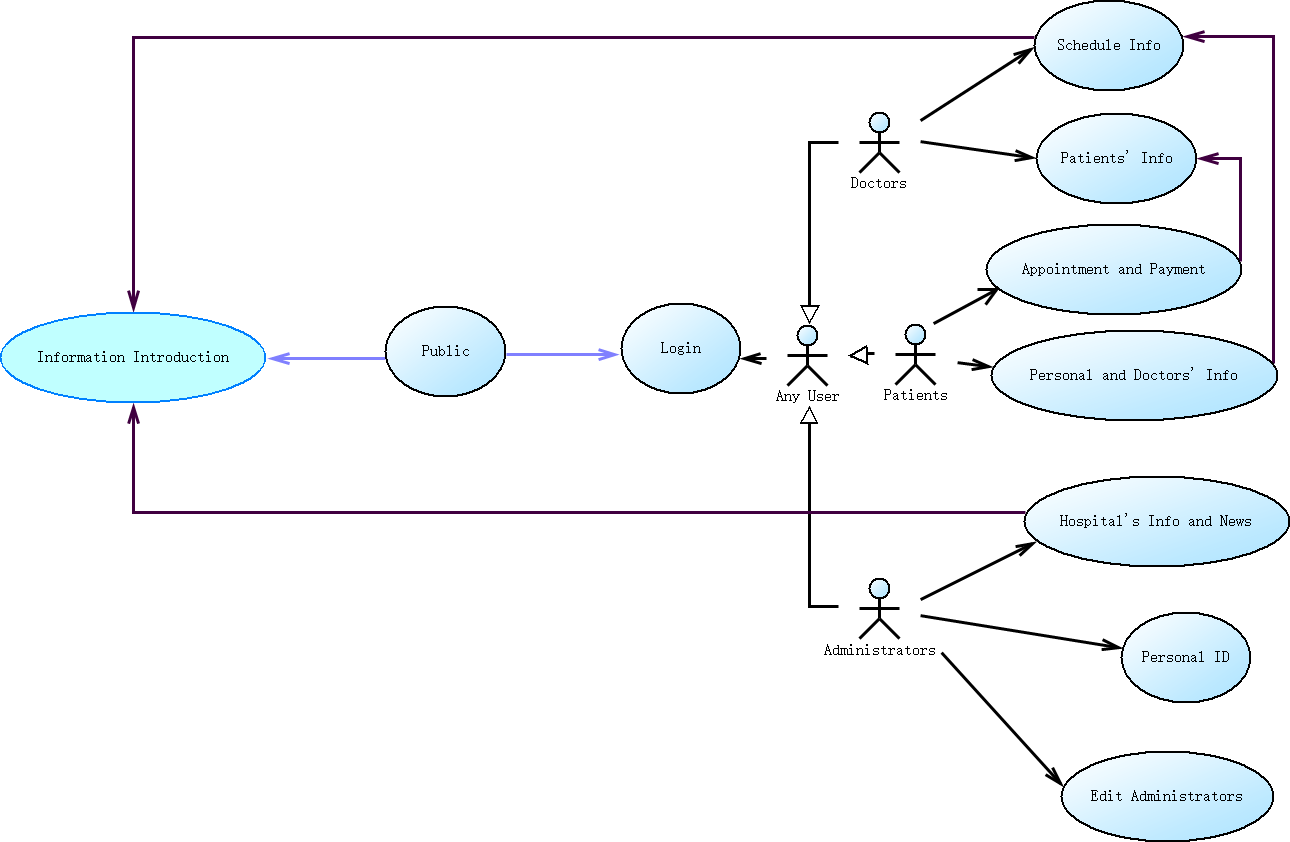 Schedule Info
Patients' Info
Doctors
Appointment and Payment
Information Introduction
Public
Login
Any User
Patients
Personal and Doctors' Info
Hospital's Info and News
Administrators
Personal ID
Edit Administrators